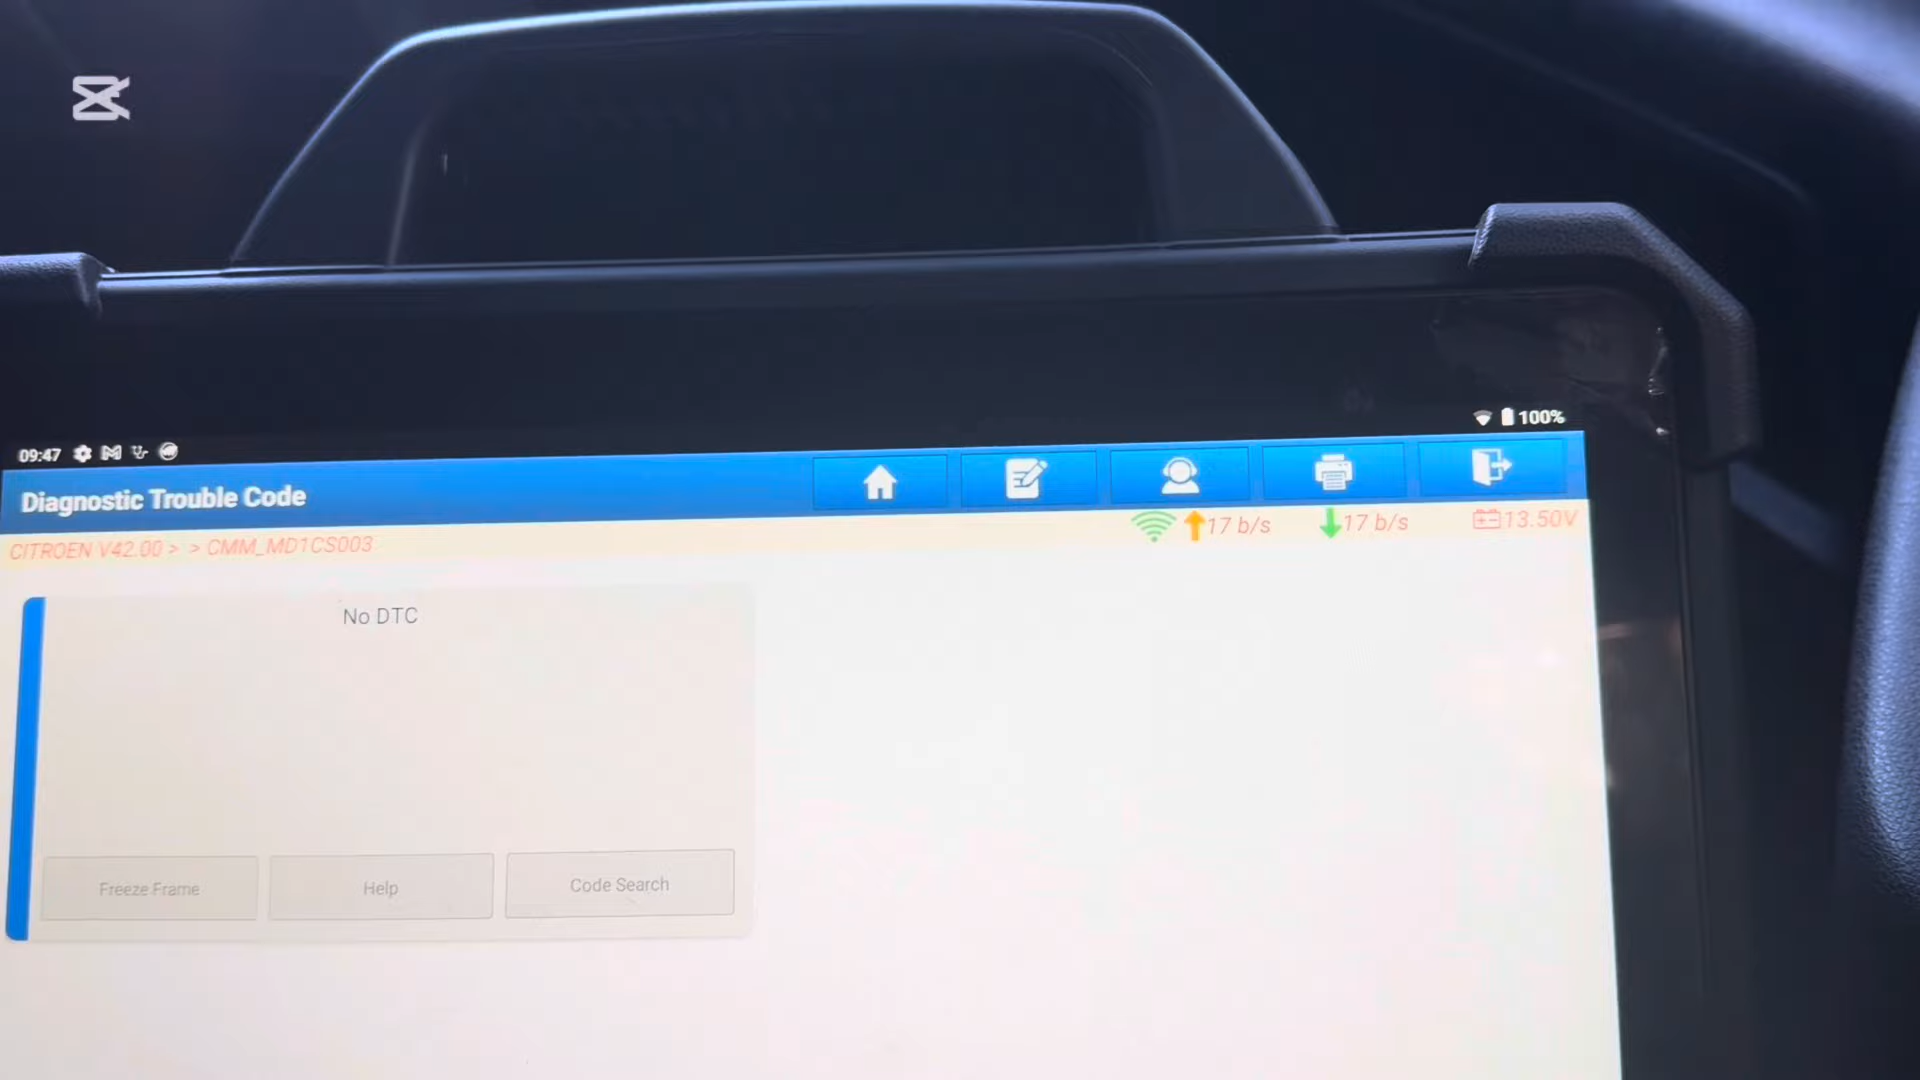 09:47
100%
Diagnostic Trouble Code
CITROEN V42.00 > > CMM_MD1CS003
17 b/s
17 b/s
13.50V
No DTC
Freeze Frame
Help
Code Search